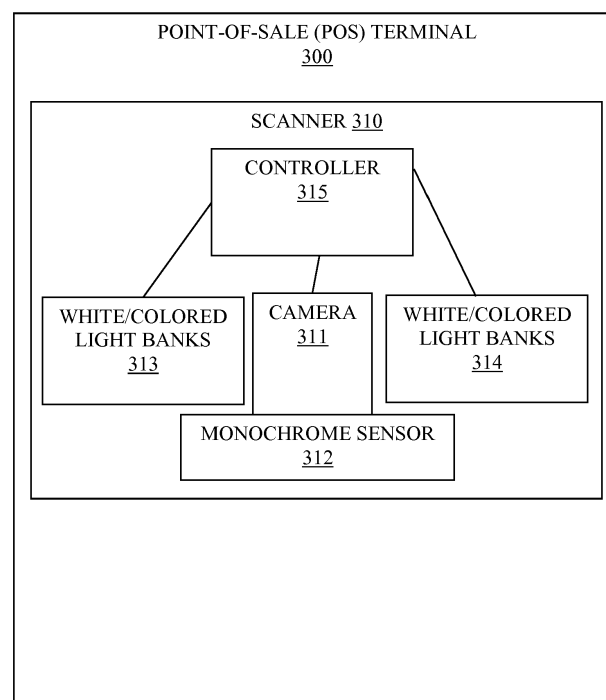 POINT-OF-SALE (POS) TERMINAL
300
SCANNER 310
CONTROLLER
315
WHITE/COLORED
LIGHT BANKS
313
CAMERA
311
WHITE/COLORED
LIGHT BANKS
314
MONOCHROME SENSOR
312